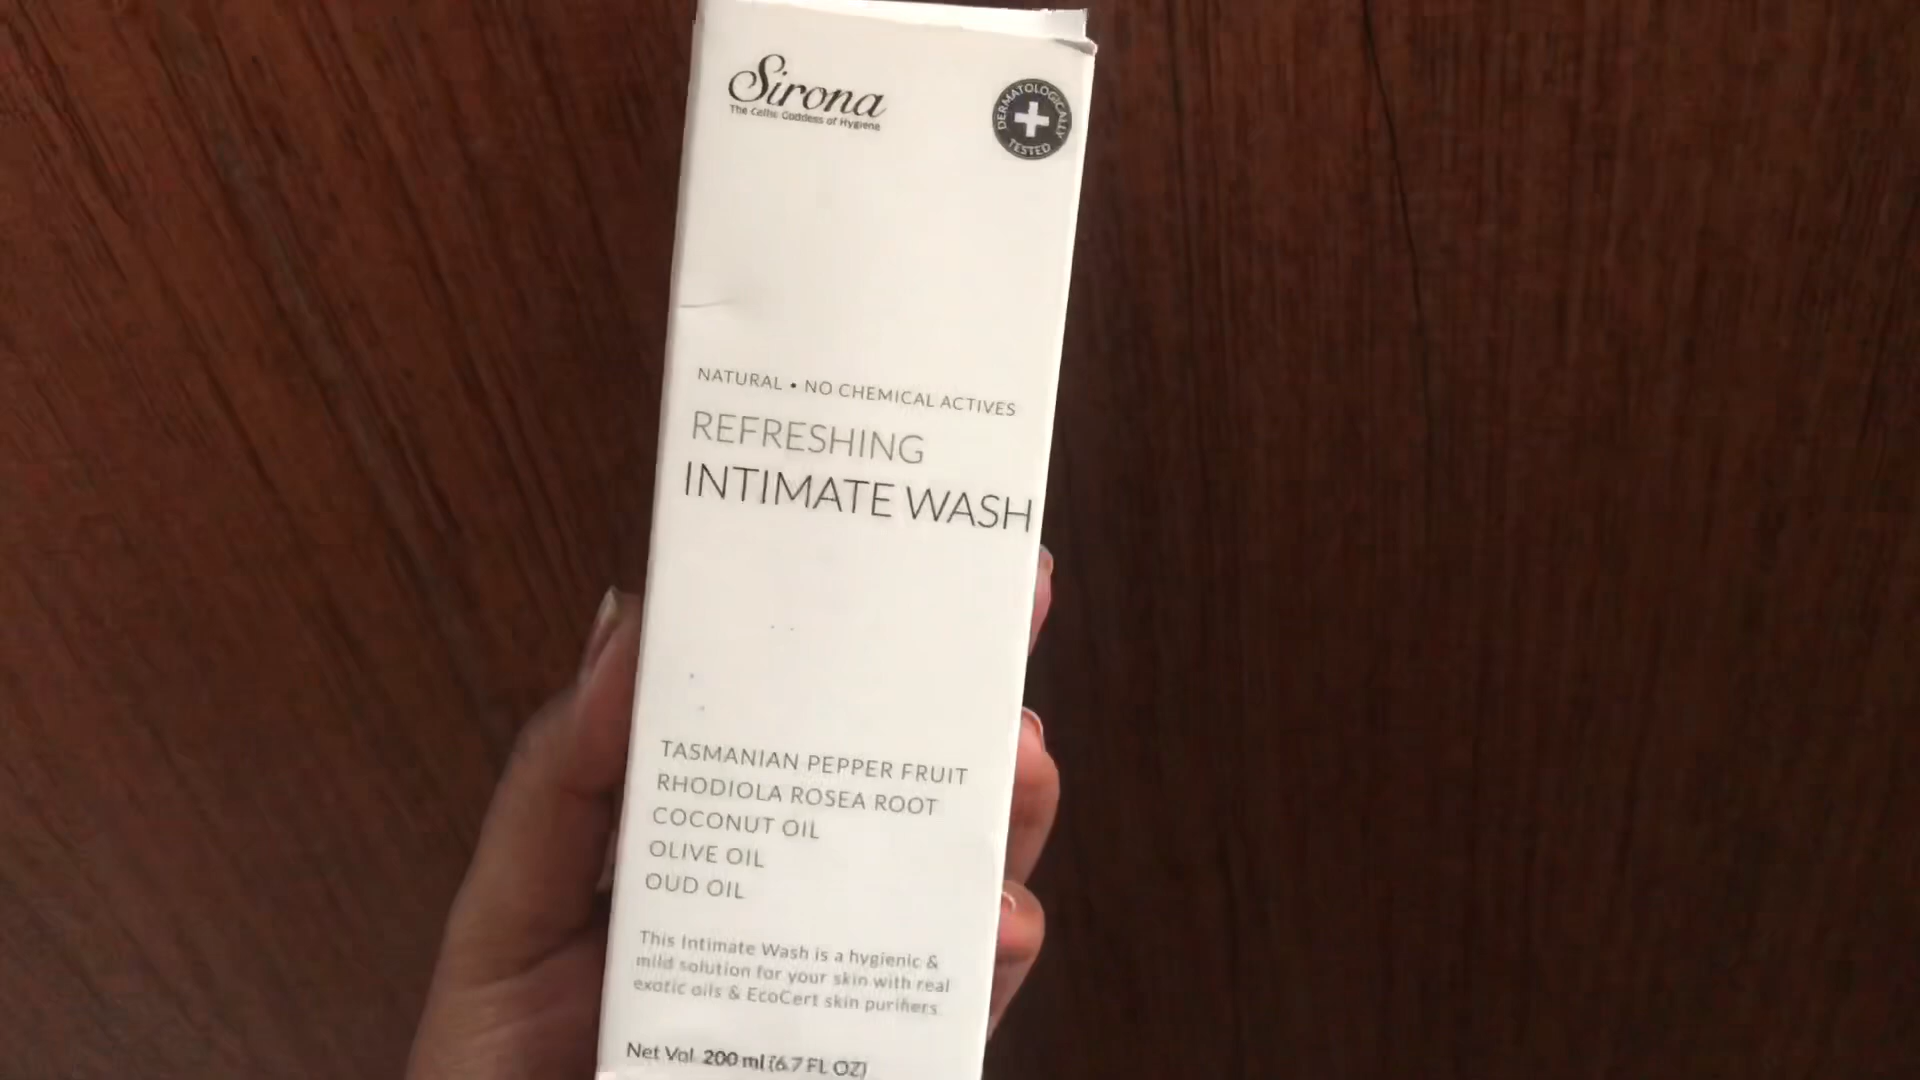 Sirona
The Celtic Goddess of Hygiene
DERMATOLOGICALLY
TESTED
NATURAL • NO CHEMICAL ACTIVES
REFRESHING
INTIMATE WASH
TASMANIAN PEPPER FRUIT
RHODIOLA ROSEA ROOT
COCONUT OIL
OLIVE OIL
OUD OIL
This Intimate Wash is a hygienic &
mild solution for your skin with real
exotic oils & EcoCert skin purifiers.
Net Vol 200 ml (6.7 FL OZ)